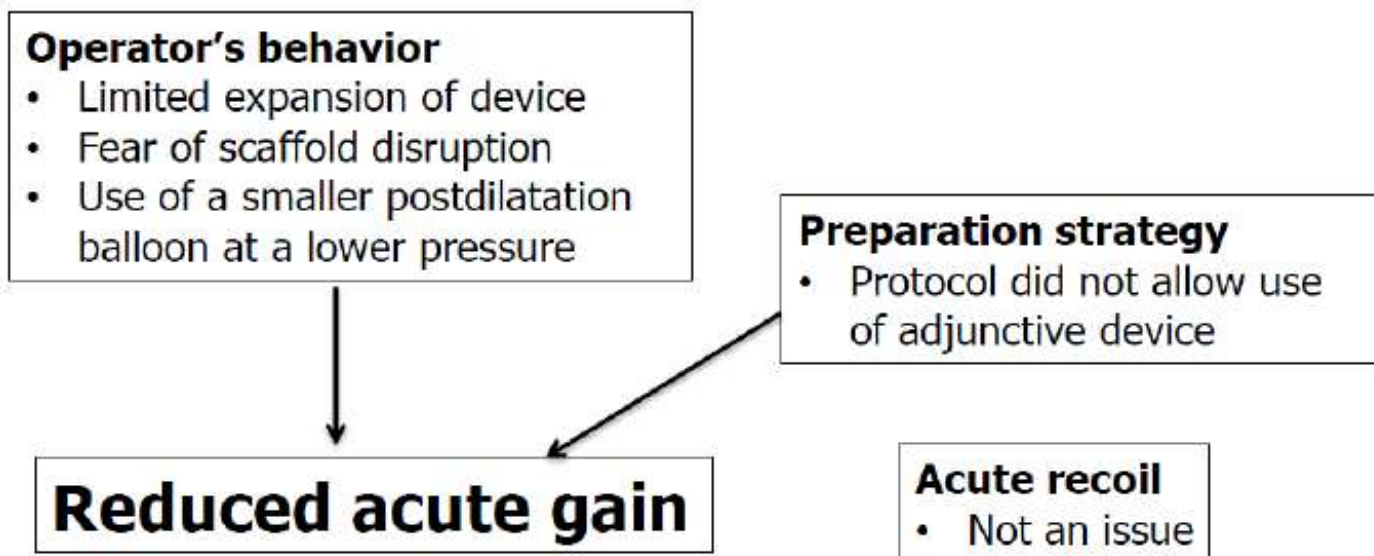 Operator’s behavior
• Limited expansion of device
• Fear of scaffold disruption
• Use of a smaller postdilatation
balloon at a lower pressure
Preparation strategy
• Protocol did not allow use
of adjunctive device
Reduced acute gain
Acute recoil
• Not an issue